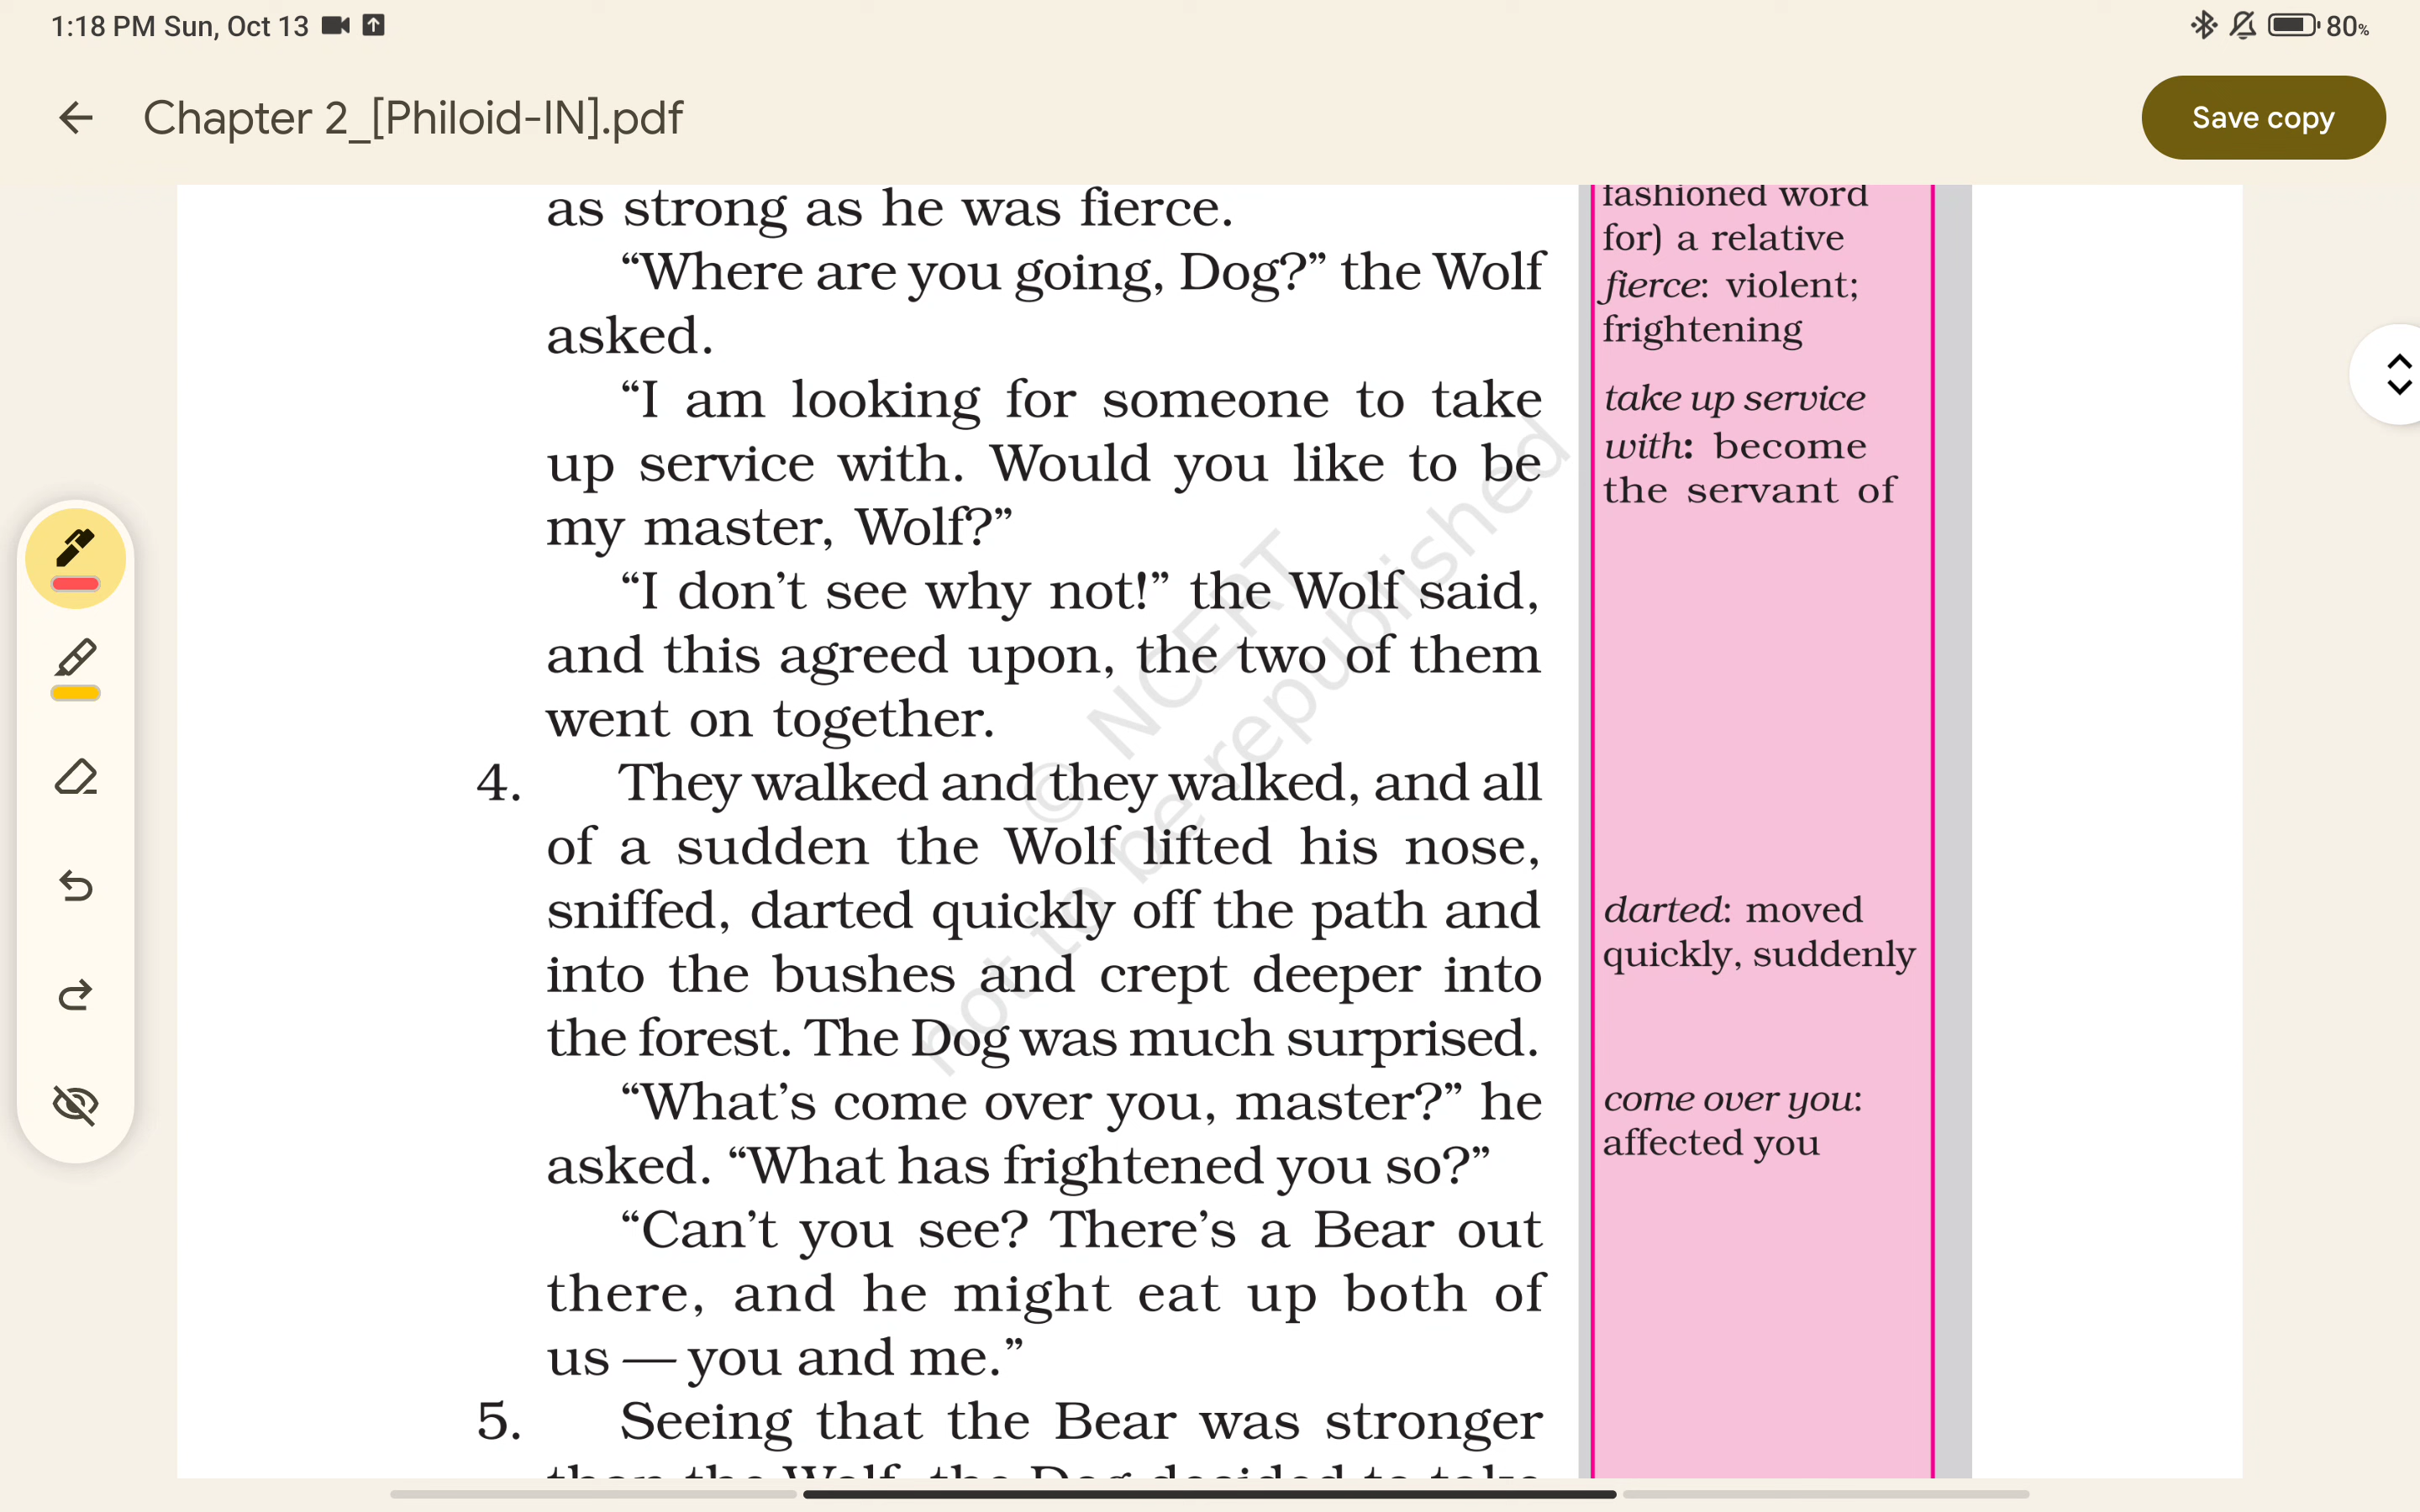 1:18 PM Sun, Oct 13
80%
Chapter 2_[Philoid-IN].pdf
Save copy
as strong as he was fierce.
“Where are you going, Dog?” the Wolf
asked.
“I am looking for someone to take
up service with. Would you like to be
my master, Wolf?”
“I don’t see why not!” the Wolf said,
and this agreed upon, the two of them
went on together.
4. They walked and they walked, and all
of a sudden the Wolf lifted his nose,
sniffed, darted quickly off the path and
into the bushes and crept deeper into
the forest. The Dog was much surprised.
“What’s come over you, master?” he
asked. “What has frightened you so?”
“Can’t you see? There’s a Bear out
there, and he might eat up both of
us — you and me.”
5. Seeing that the Bear was stronger
than the Wolf, the Dog decided to take
fashioned word
for) a relative
fierce: violent;
frightening
take up service
with: become
the servant of
darted: moved
quickly, suddenly
come over you:
affected you
© NCERT
not to be republished